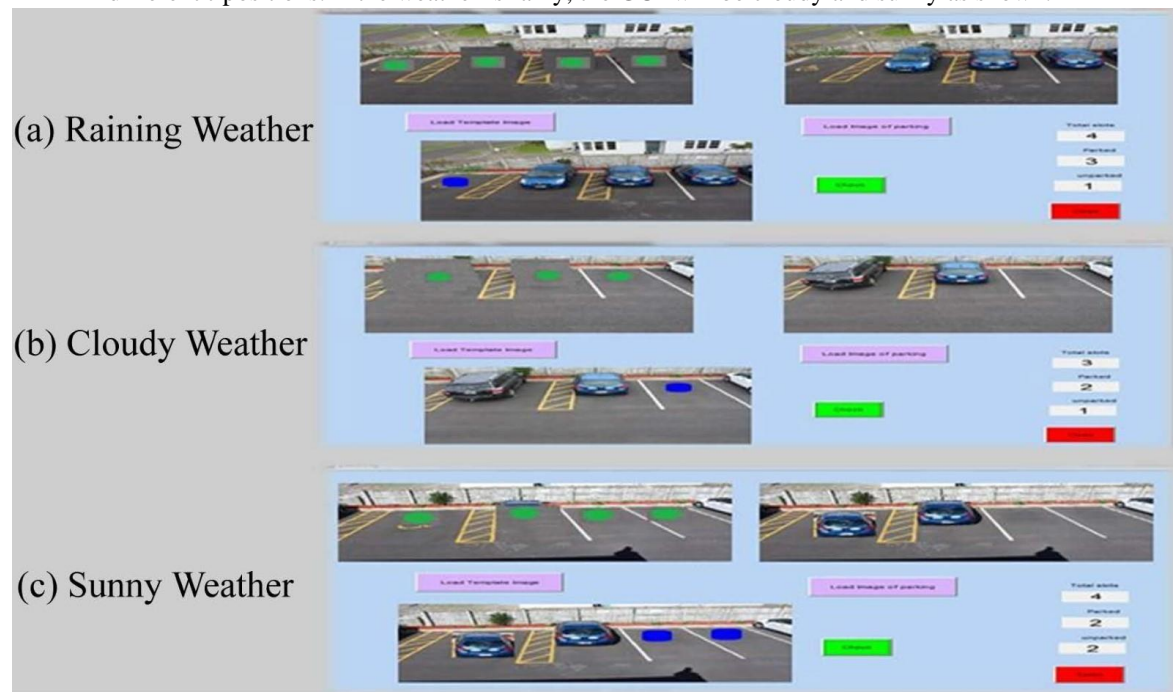 (a) Raining Weather
Load Template Image
Load Image of parking
Total slots
4
Parked
3
unparked
1
Check
(b) Cloudy Weather
Load Template Image
Load Image of parking
Total slots
3
Parked
2
unparked
1
Check
(c) Sunny Weather
Load Template Image
Load Image of parking
Total slots
4
Parked
2
unparked
2
Check